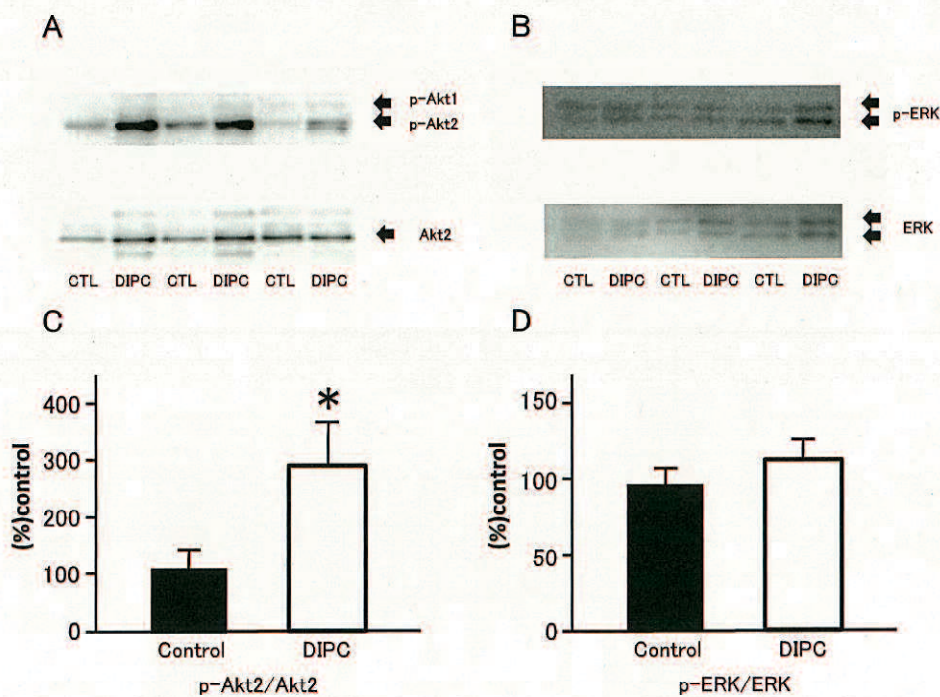 A
p-Akt1
p-Akt2
Akt2
CTL DIPC CTL DIPC CTL DIPC
B
p-ERK
ERK
CTL DIPC CTL DIPC CTL DIPC
C
(%)control
400
300
200
100
0
Control DIPC
p-Akt2/Akt2
*
D
(%)control
150
100
50
0
Control DIPC
p-ERK/ERK